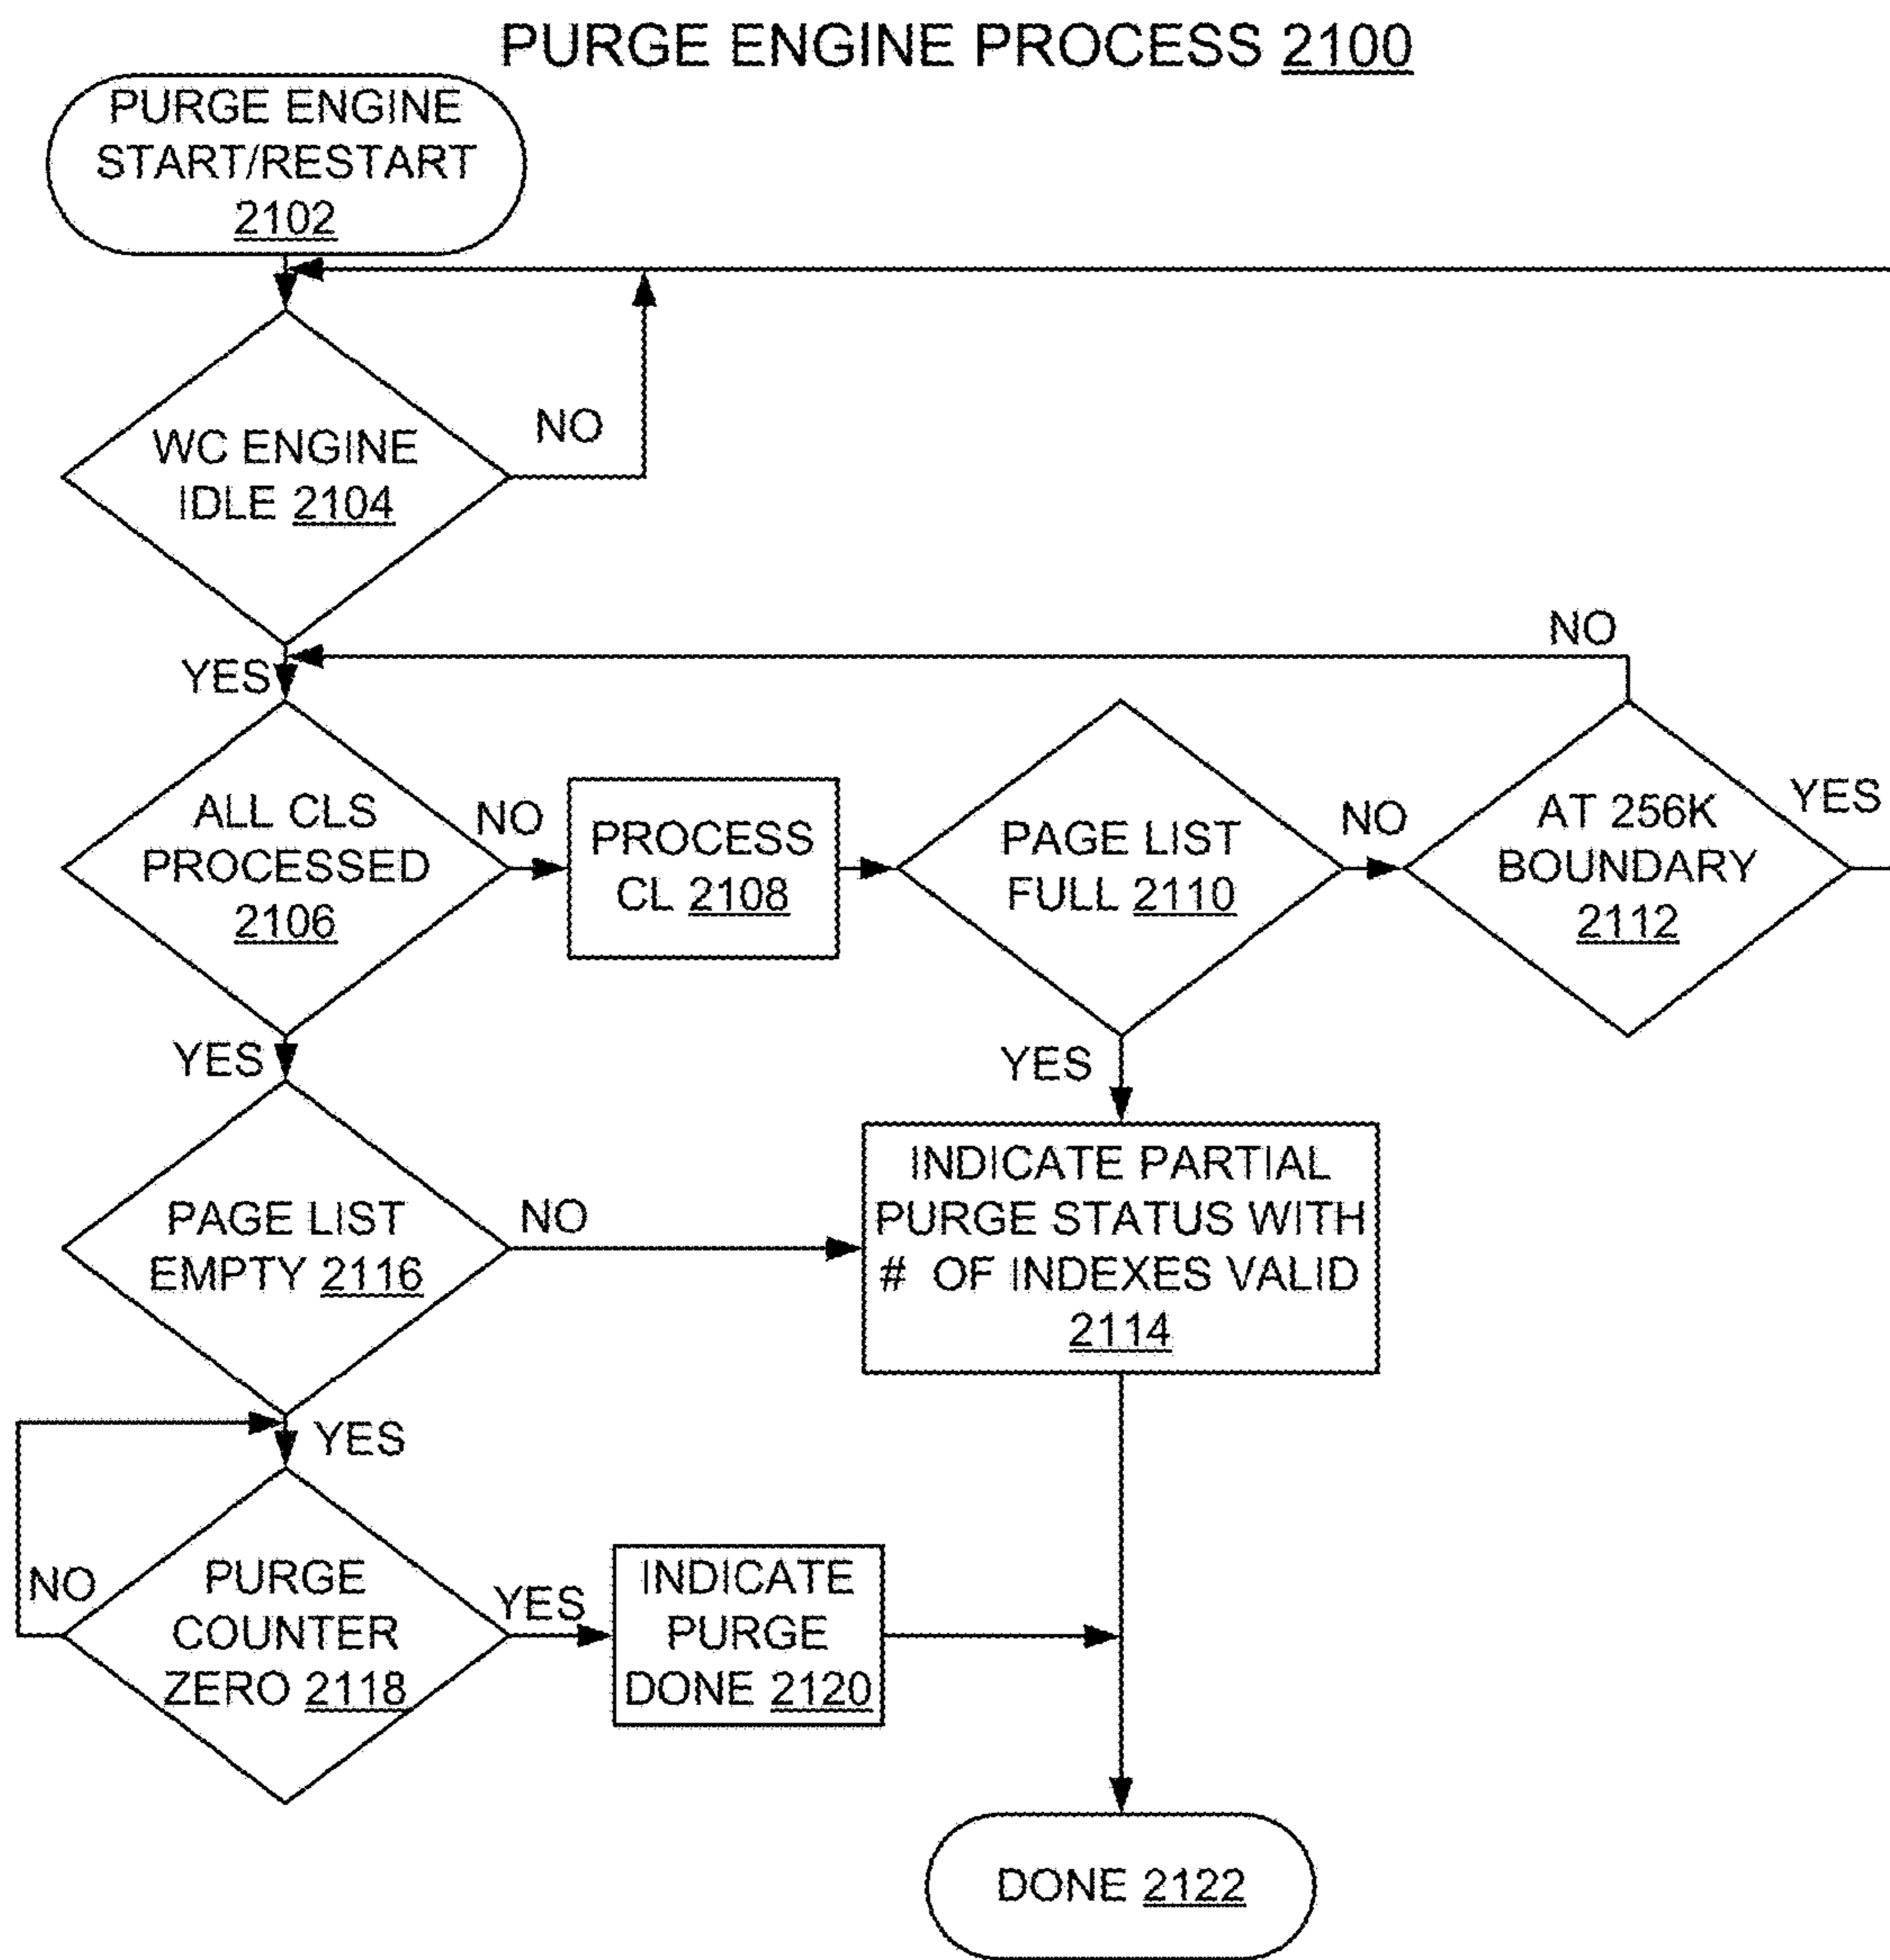 PURGE ENGINE PROCESS 2100
PURGE ENGINE
START/RESTART
2102
NO
WC ENGINE
IDLE 2104
NO
YES
ALL CLS
PROCESSED
2106
NO
PROCESS
CL 2108
PAGE LIST
FULL 2110
NO
AT 256K
BOUNDARY
2112
YES
YES
YES
PAGE LIST
EMPTY 2116
NO
INDICATE PARTIAL
PURGE STATUS WITH
# OF INDEXES VALID
2114
YES
NO
PURGE
COUNTER
ZERO 2118
YES
INDICATE
PURGE
DONE 2120
DONE 2122